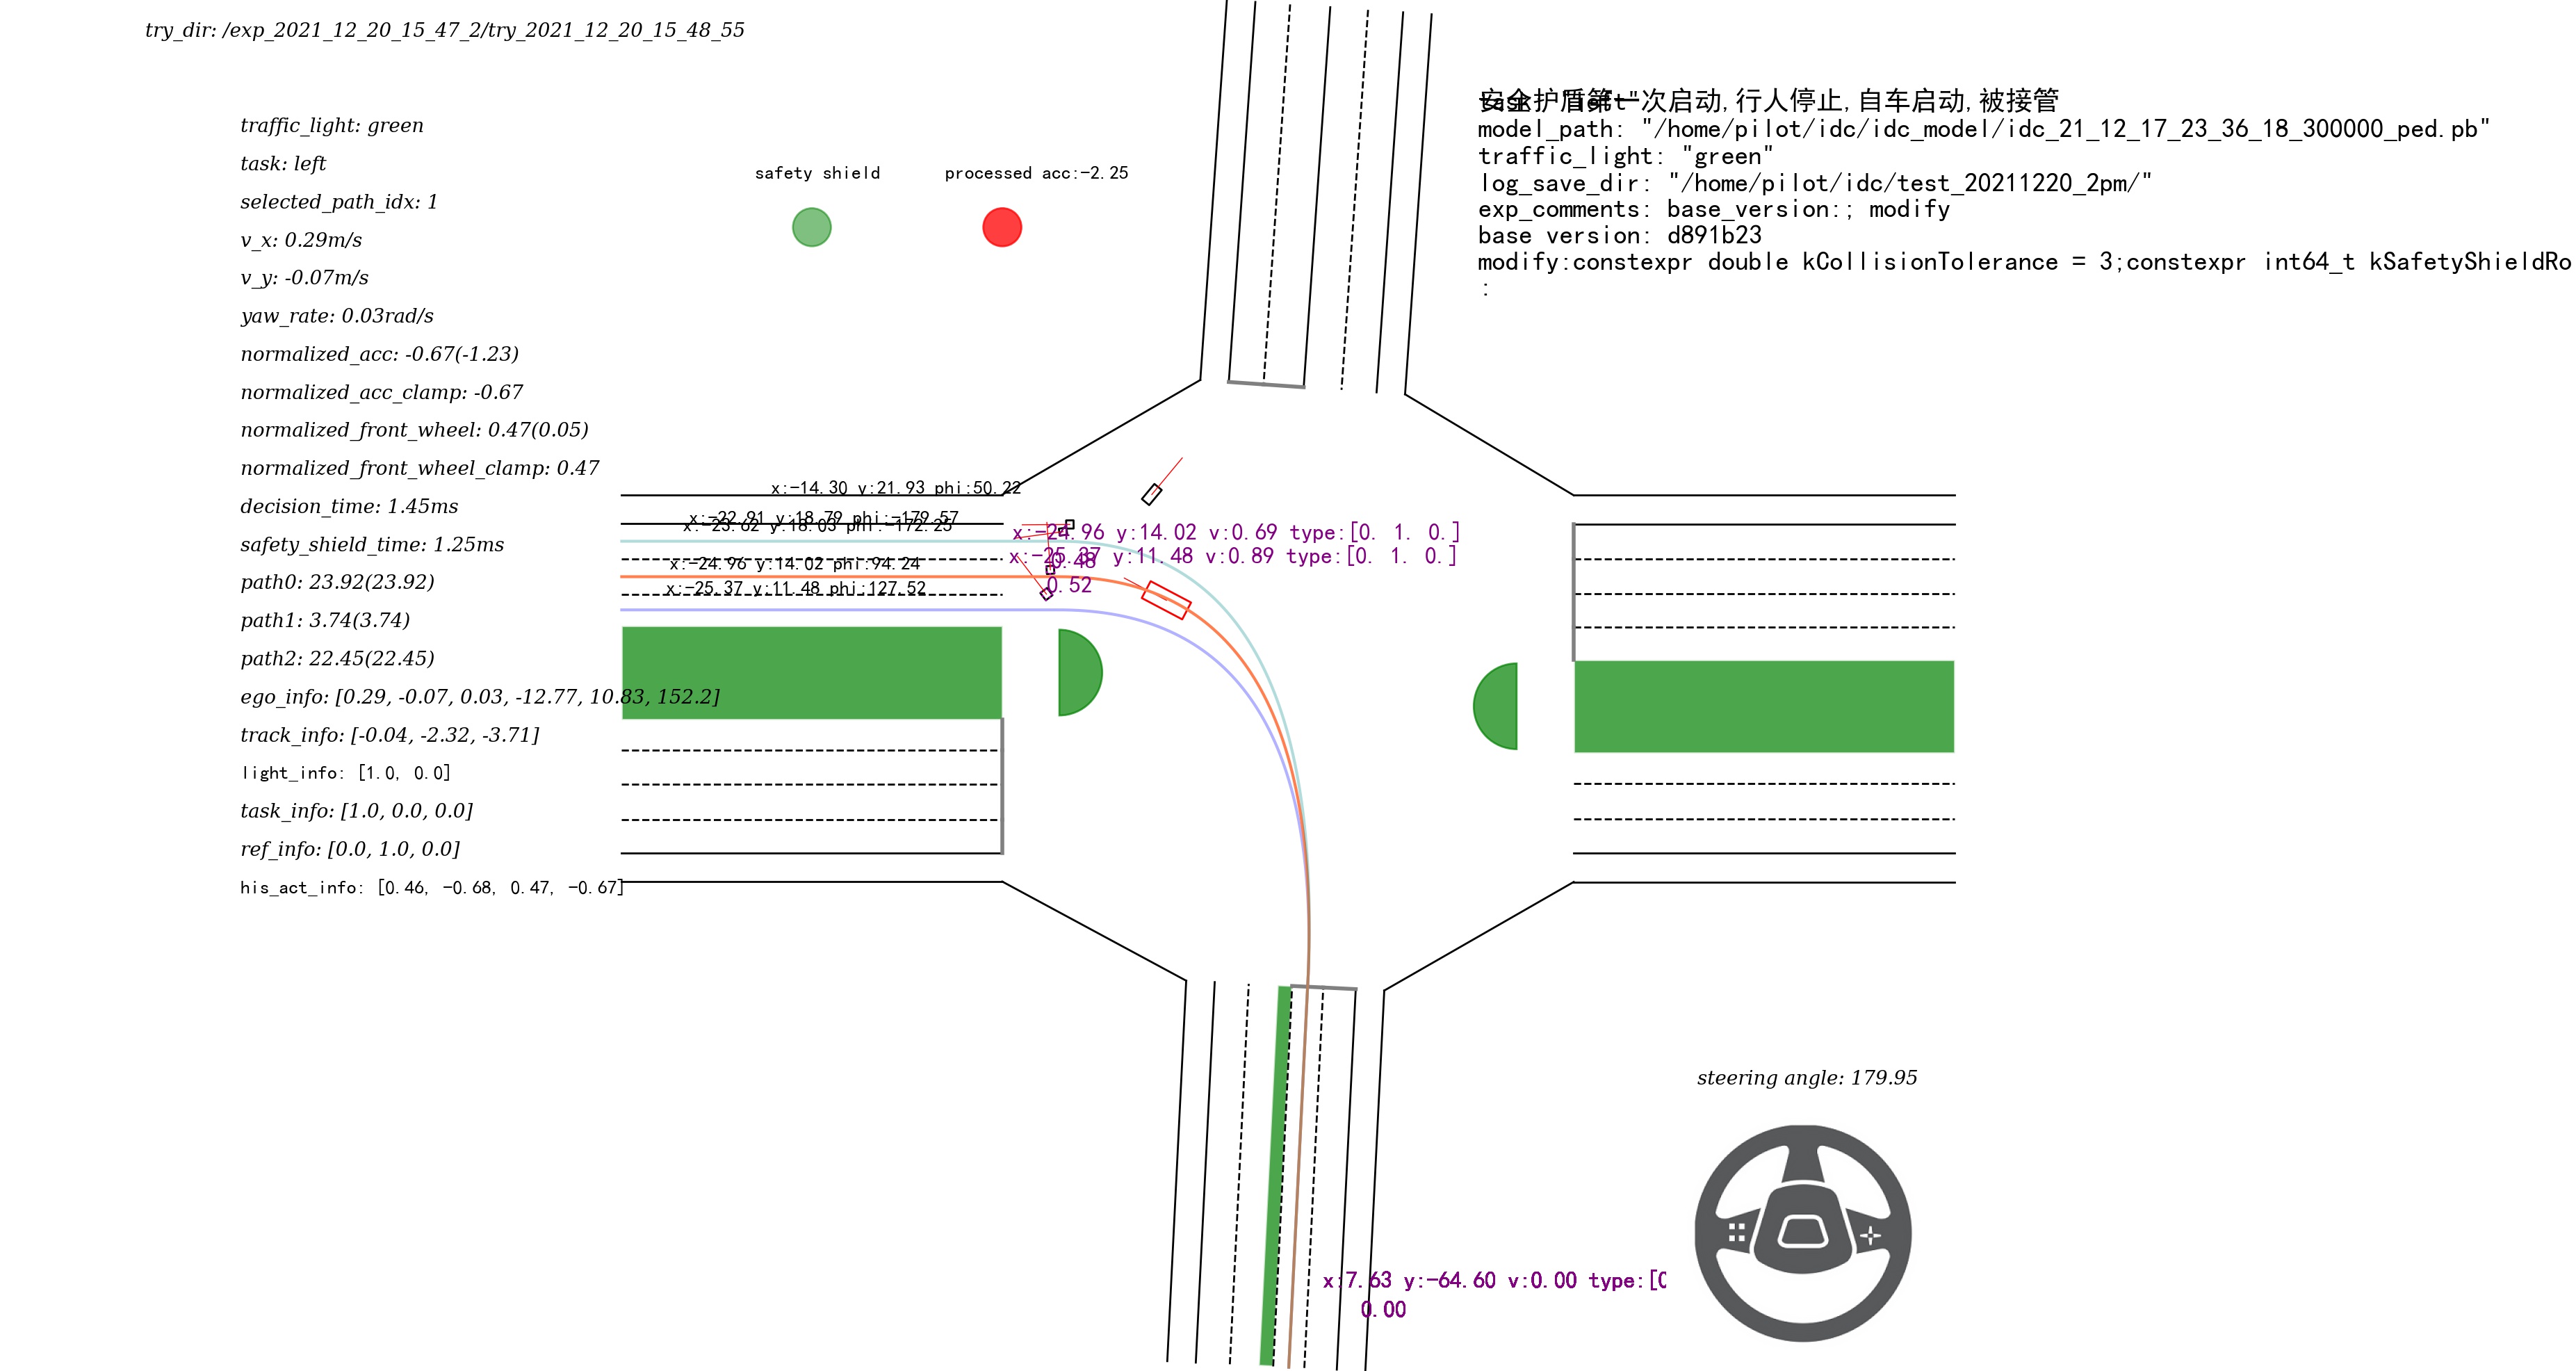 try_dir: /exp_2021_12_20_15_47_2/try_2021_12_20_15_48_55
traffic_light: green
task: left
selected_path_idx: 1
v_x: 0.29m/s
v_y: -0.07m/s
yaw_rate: 0.03rad/s
normalized_acc: -0.67(-1.23)
normalized_acc_clamp: -0.67
normalized_front_wheel: 0.47(0.05)
normalized_front_wheel_clamp: 0.47
decision_time: 1.45ms
safety_shield_time: 1.25ms
path0: 23.92(23.92)
path1: 3.74(3.74)
path2: 22.45(22.45)
ego_info: [0.29, -0.07, 0.03, -12.77, 10.83, 152.2]
track_info: [-0.04, -2.32, -3.71]
light_info: [1.0, 0.0]
task_info: [1.0, 0.0, 0.0]
ref_info: [0.0, 1.0, 0.0]
his_act_info: [0.46, -0.68, 0.47, -0.67]
safety shield
processed acc:-2.25
安全护盾第一次启动,行人停止,自车启动,被接管
model_path: "/home/pilot/idc/idc_model/idc_21_12_17_23_36_18_300000_ped.pb"
traffic_light: "green"
log_save_dir: "/home/pilot/idc/test_20211220_2pm/"
exp_comments: base_version:; modify
base version: d891b23
modify:constexpr double kCollisionTolerance = 3;constexpr int64_t kSafetyShieldRo
:
x:-14.30 y:21.93 phi:50.22
x:-22.91 y:18.79 phi:-179.57
x:-23.62 y:18.03 phi:-172.25
x:-24.96 y:14.02 phi:94.24
x:-25.37 y:11.48 phi:127.52
x:-24.96 y:14.02 v:0.69 type:[0. 1. 0.]
x:-25.37 y:11.48 v:0.89 type:[0. 1. 0.]
0.48
0.52
steering angle: 179.95
x:7.63 y:-64.60 v:0.00 type:[0
0.00